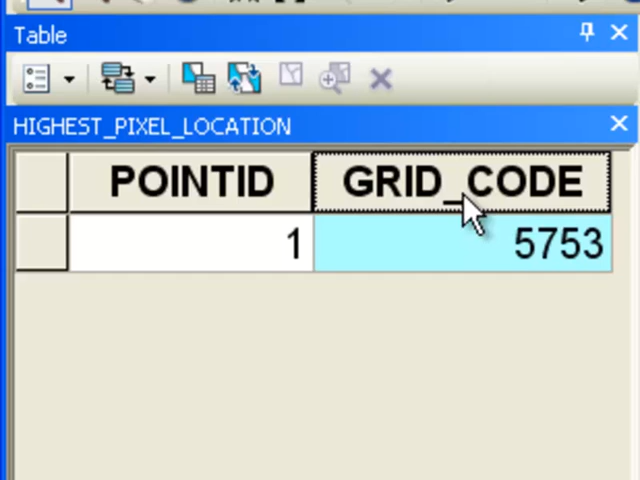 Table
HIGHEST_PIXEL_LOCATION
POINTID GRID_CODE
1 5753